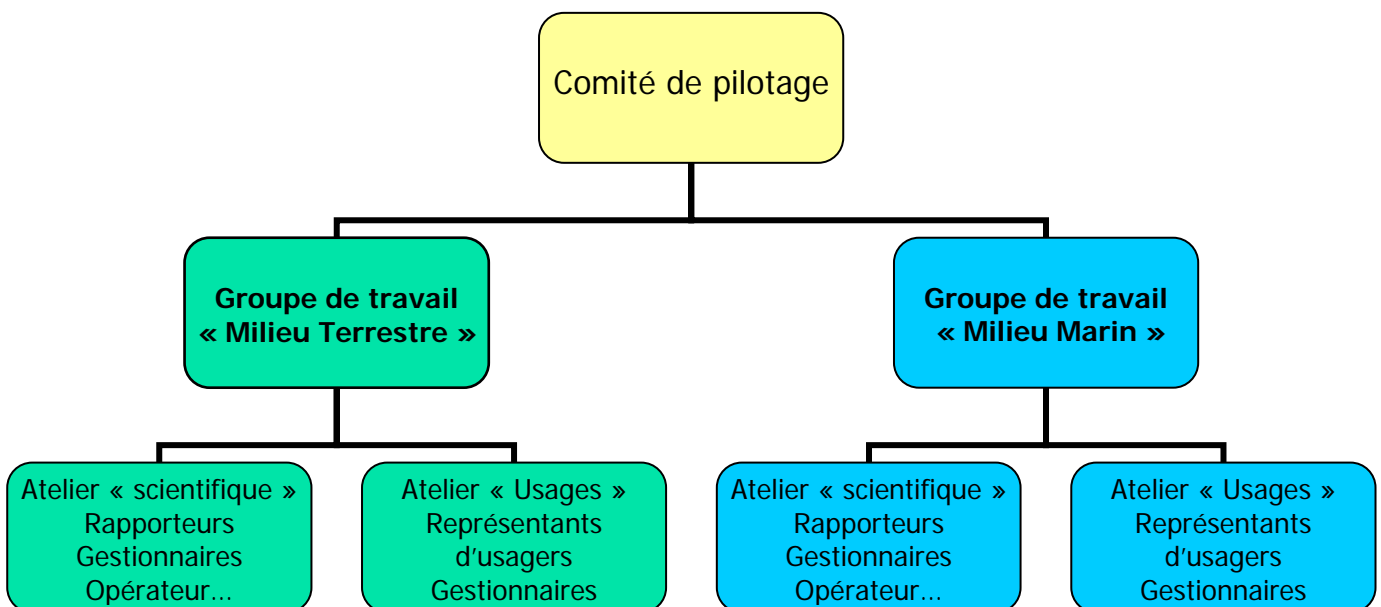 Comité de pilotage
Groupe de travail
« Milieu Terrestre »
Groupe de travail
« Milieu Marin »
Atelier « scientifique »
Rapporteurs
Gestionnaires
Opérateur...
Atelier « Usages »
Représentants
d'usagers
Gestionnaires
Atelier « scientifique »
Rapporteurs
Gestionnaires
Opérateur...
Atelier « Usages »
Représentants
d'usagers
Gestionnaires